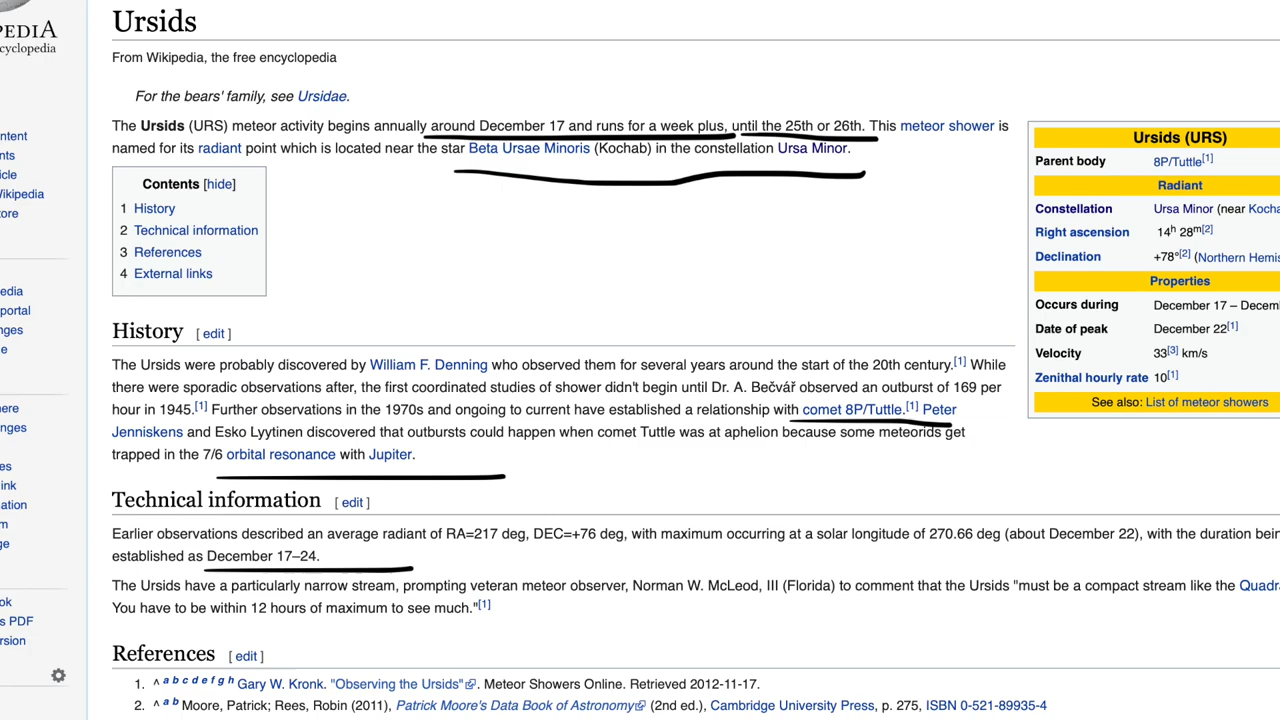 PEDIA
cyclopedia
Ursids
From Wikipedia, the free encyclopedia
For the bears' family, see Ursidae.
The Ursids (URS) meteor activity begins annually around December 17 and runs for a week plus, until the 25th or 26th. This meteor shower is
named for its radiant point which is located near the star Beta Ursae Minoris (Kochab) in the constellation Ursa Minor.
Contents [hide]
1 History
2 Technical information
3 References
4 External links
Ursids (URS)
Parent body 8P/Tuttle[1]
Radiant
Constellation Ursa Minor (near Kocha
Right ascension 14h 28m[2]
Declination +78°[2] (Northern Hemis
Properties
Occurs during December 17 – Decem
Date of peak December 22[1]
Velocity 33[3] km/s
Zenithal hourly rate 10[1]
See also: List of meteor showers
History [ edit ]
The Ursids were probably discovered by William F. Denning who observed them for several years around the start of the 20th century.[1] While
there were sporadic observations after, the first coordinated studies of shower didn't begin until Dr. A. Bečvář observed an outburst of 169 per
hour in 1945.[1] Further observations in the 1970s and ongoing to current have established a relationship with comet 8P/Tuttle.[1] Peter
Jenniskens and Esko Lyytinen discovered that outbursts could happen when comet Tuttle was at aphelion because some meteorids get
trapped in the 7/6 orbital resonance with Jupiter.
Technical information [ edit ]
Earlier observations described an average radiant of RA=217 deg, DEC=+76 deg, with maximum occurring at a solar longitude of 270.66 deg (about December 22), with the duration bein
established as December 17–24.
The Ursids have a particularly narrow stream, prompting veteran meteor observer, Norman W. McLeod, III (Florida) to comment that the Ursids "must be a compact stream like the Quadra
You have to be within 12 hours of maximum to see much."[1]
References [ edit ]
1. ^ a b c d e f g h Gary W. Kronk. "Observing the Ursids". Meteor Showers Online. Retrieved 2012-11-17.
2. ^ a b Moore, Patrick; Rees, Robin (2011), Patrick Moore's Data Book of Astronomy (2nd ed.), Cambridge University Press, p. 275, ISBN 0-521-89935-4
ntent
nts
icle
Wikipedia
tore
edia
portal
nges
e
here
nges
es
ink
ation
m
ge
ok
s PDF
ersion